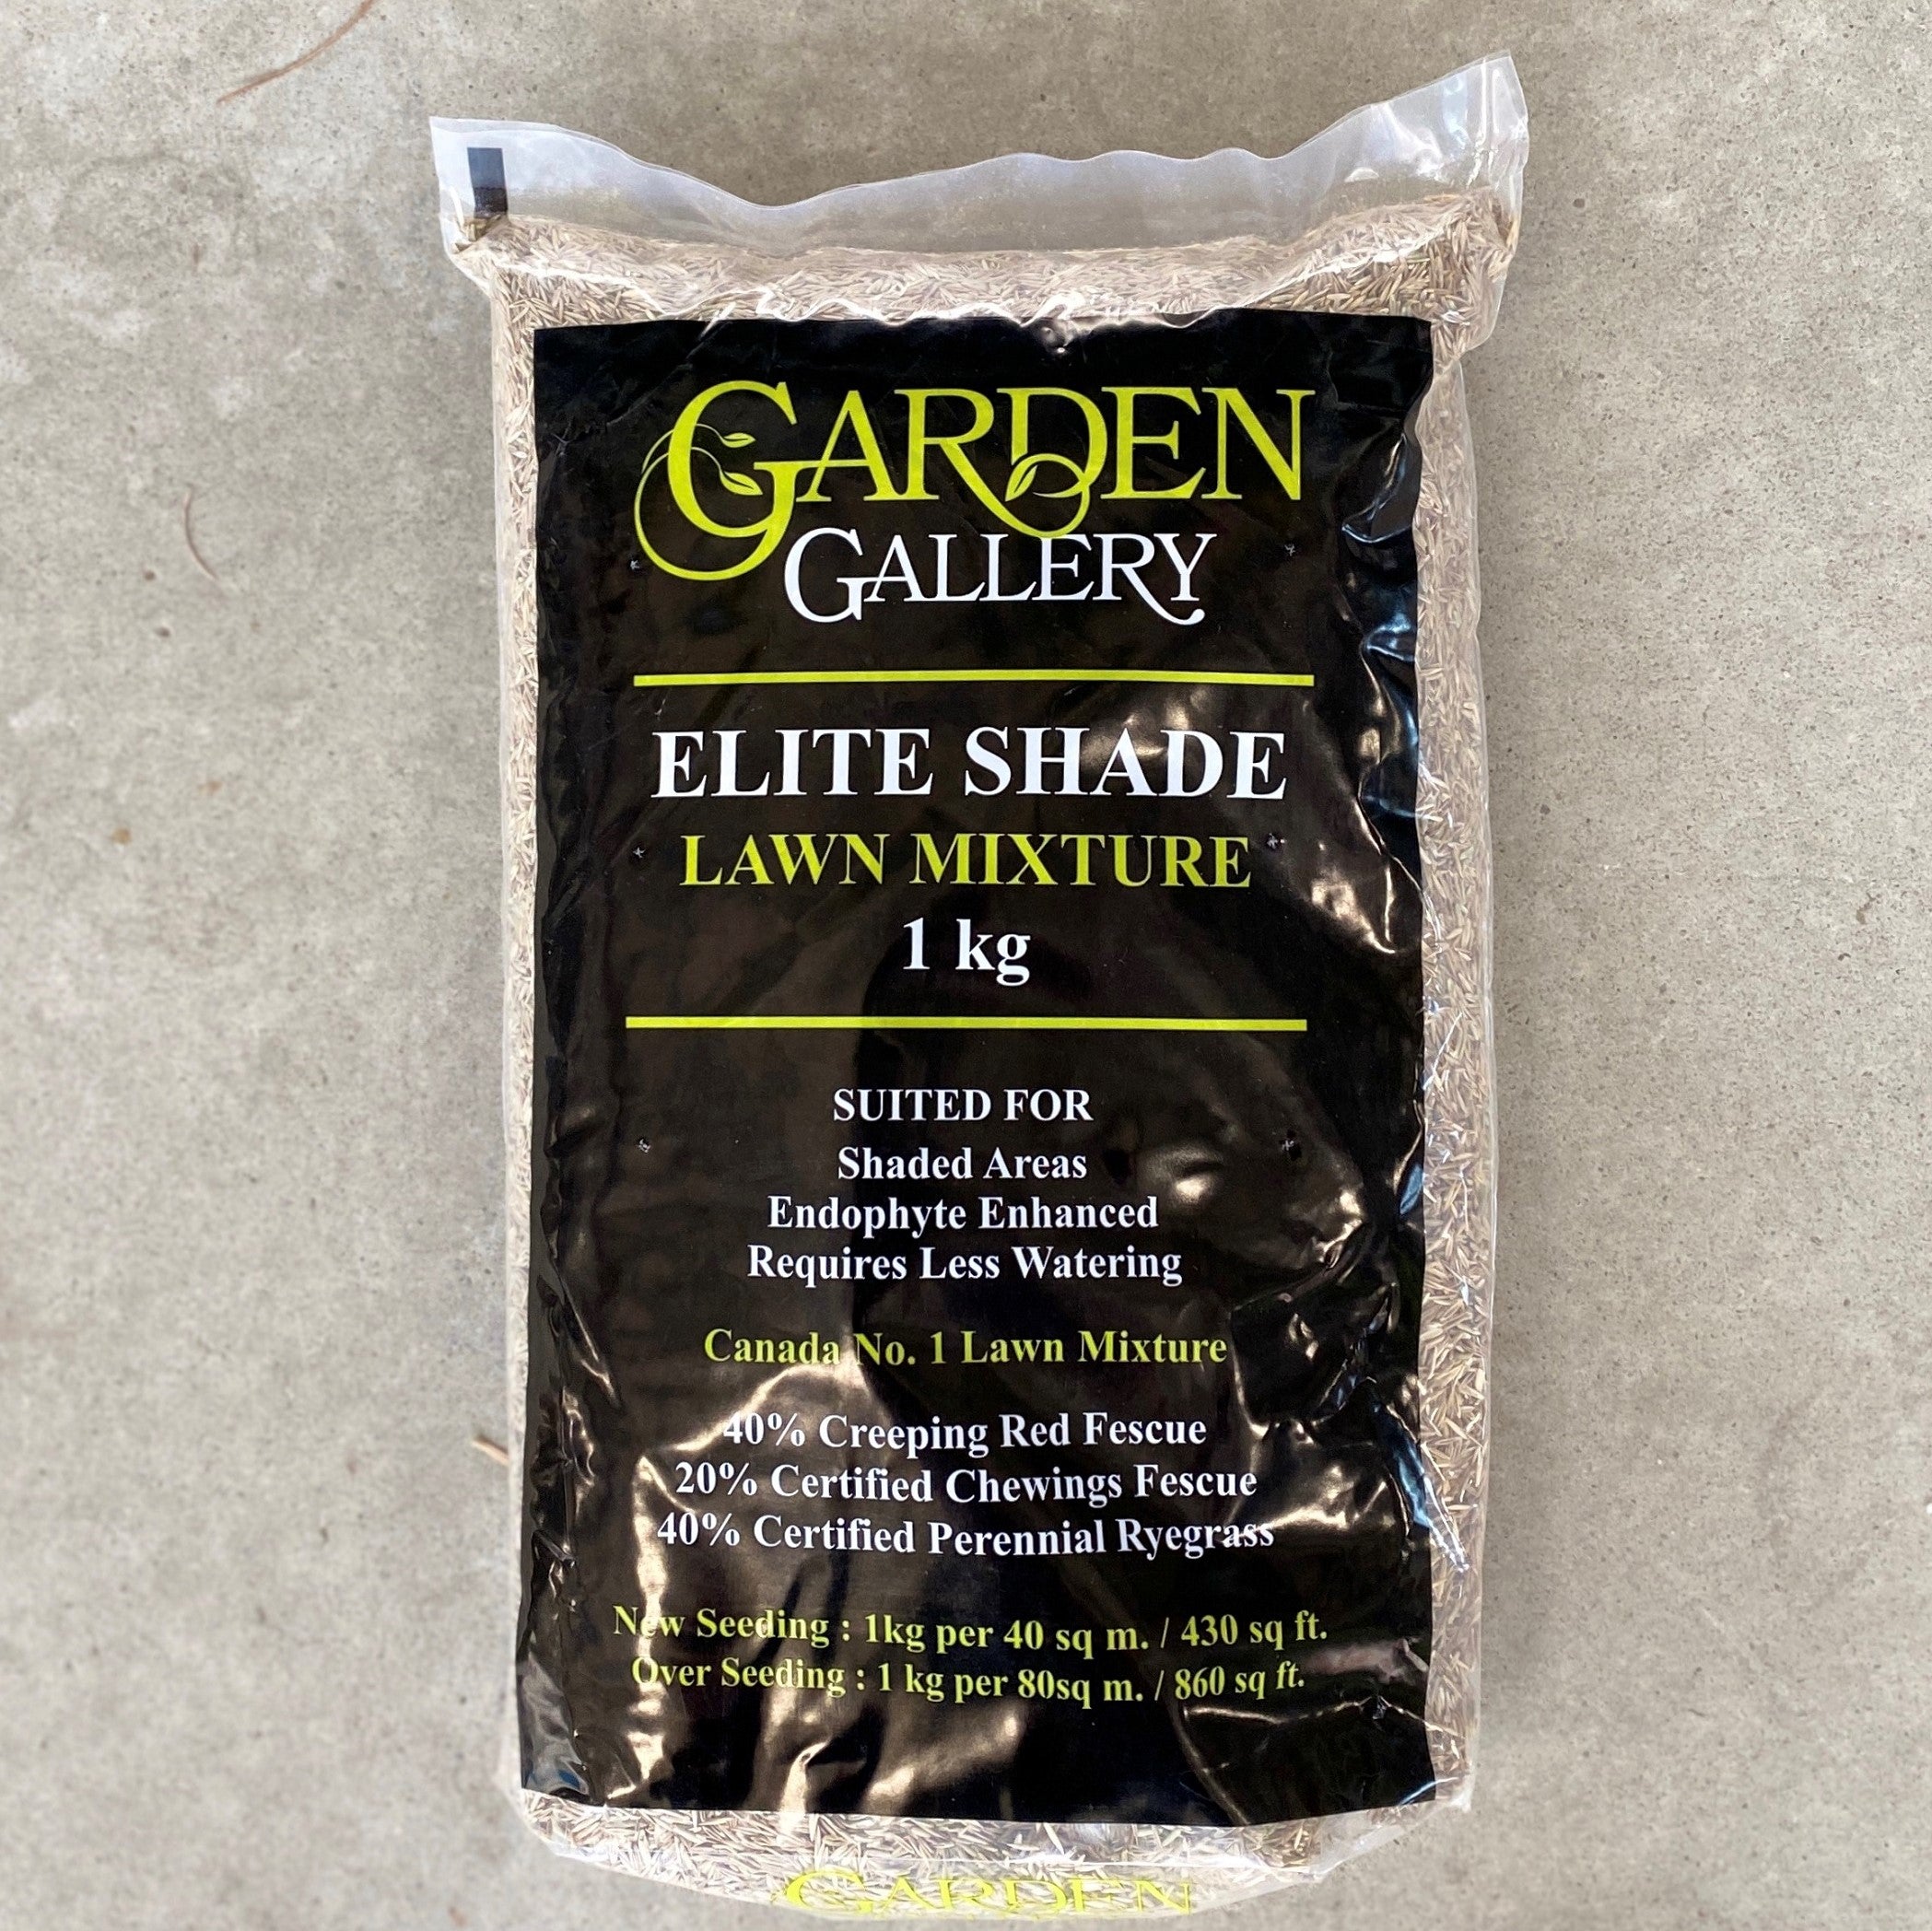 GARDEN
GALLERY
ELITE SHADE
LAWN MIXTURE
1 kg
SUITED FOR
Shaded Areas
Endophyte Enhanced
Requires Less Watering
Canada No. 1 Lawn Mixture
40% Creeping Red Fescue
20% Certified Chewings Fescue
40% Certified Perennial Ryegrass
New Seeding : 1kg per 40 sq m. / 430 sq ft.
Over Seeding : 1 kg per 80sq m. / 860 sq ft.
GARDEN